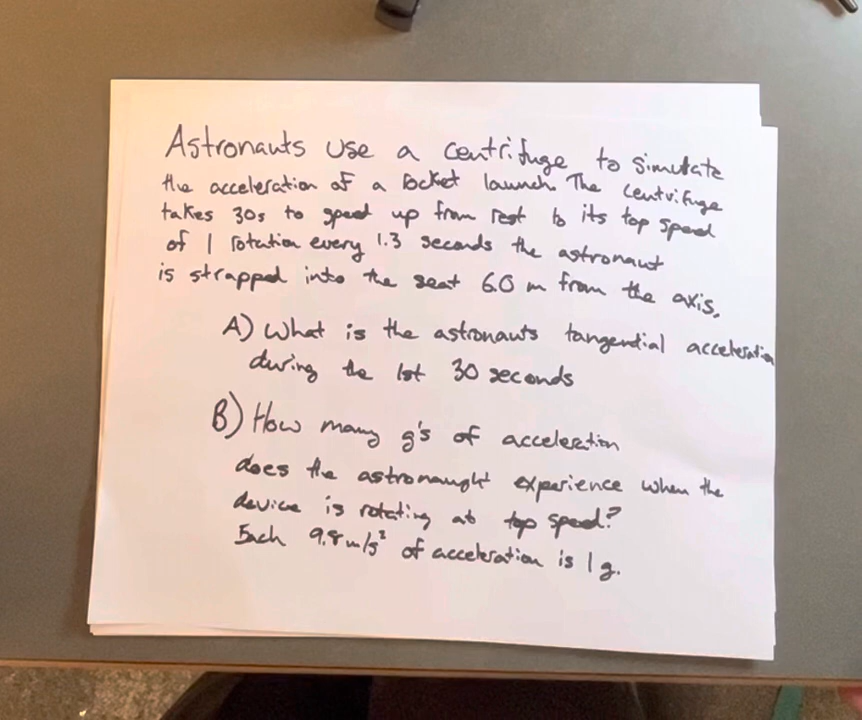 Astronauts use a centrifuge to simulate
the acceleration of a rocket launch. The centrifuge
takes 30s to speed up from rest to its top speed
of 1 rotation every 1.3 seconds the astronaut
is strapped into the seat 6.0 m from the axis.
A) What is the astronauts tangential acceleration
during the 1st 30 seconds
B) How many g's of acceleration
does the astronaught experience when the
device is rotating at top speed?
Each 9.8 m/s² of acceleration is 1 g.